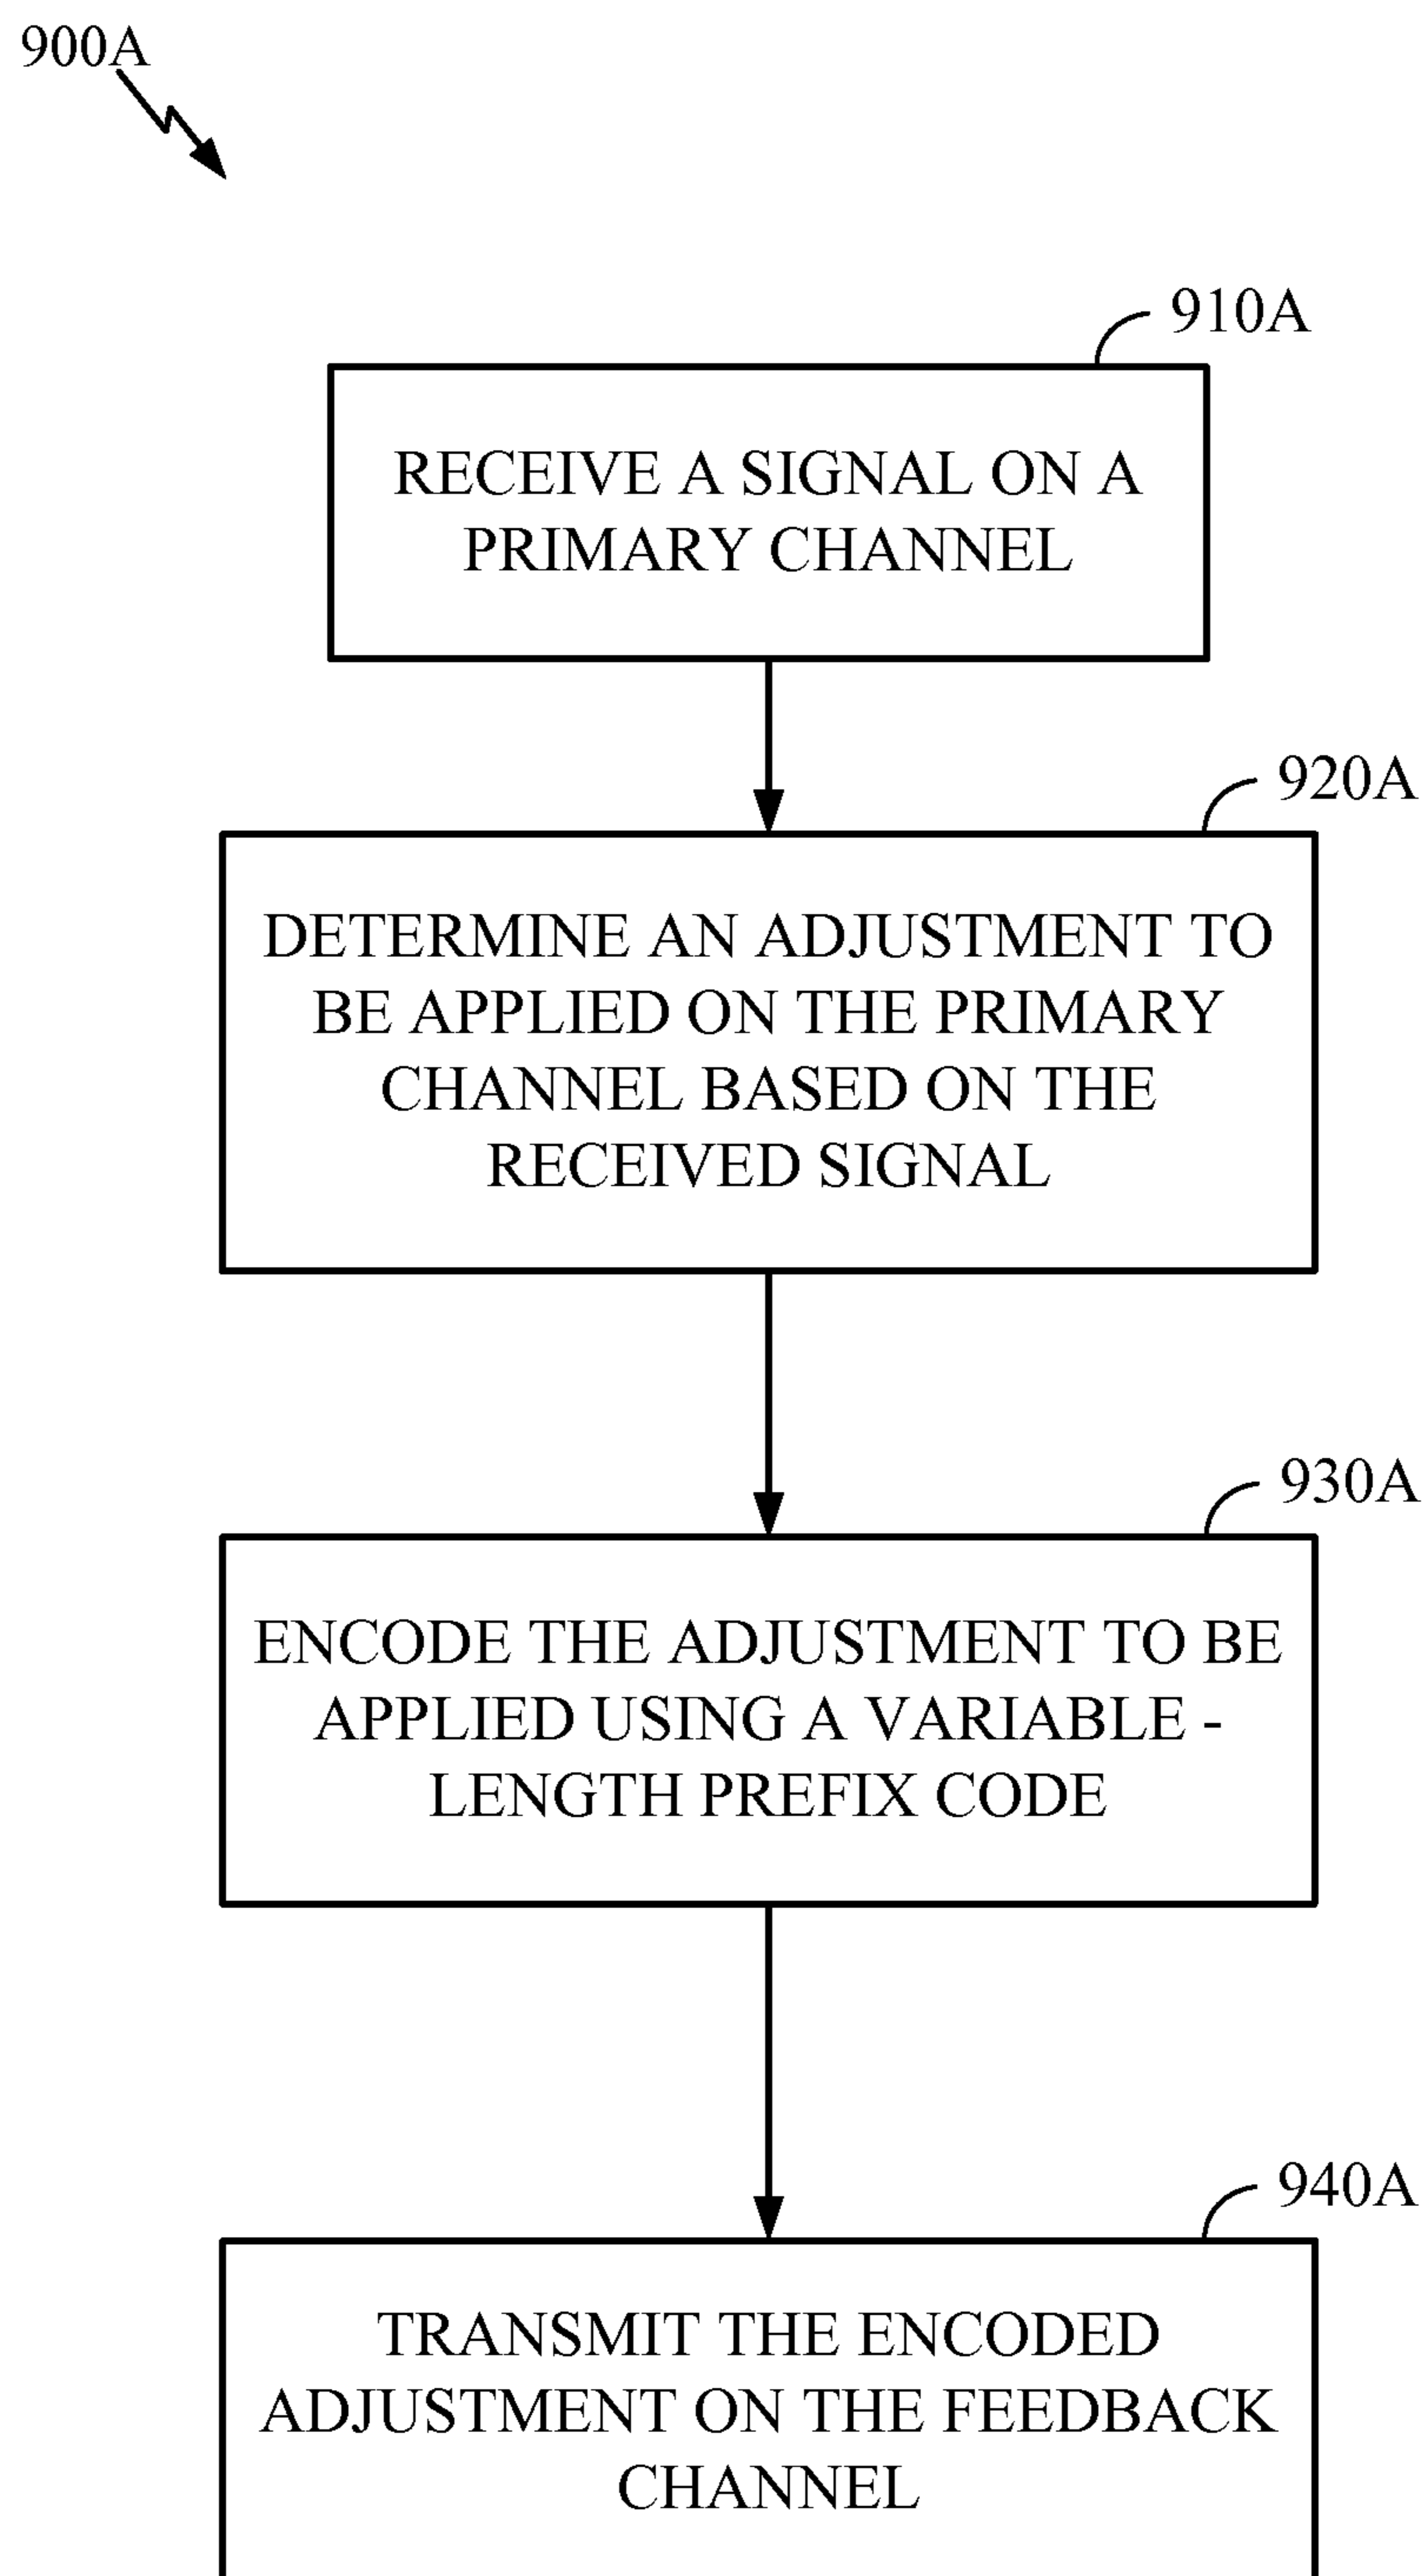 900A
910A
RECEIVE A SIGNAL ON A
PRIMARY CHANNEL
920A
DETERMINE AN ADJUSTMENT TO
BE APPLIED ON THE PRIMARY
CHANNEL BASED ON THE
RECEIVED SIGNAL
930A
ENCODE THE ADJUSTMENT TO BE
APPLIED USING A VARIABLE -
LENGTH PREFIX CODE
940A
TRANSMIT THE ENCODED
ADJUSTMENT ON THE FEEDBACK
CHANNEL